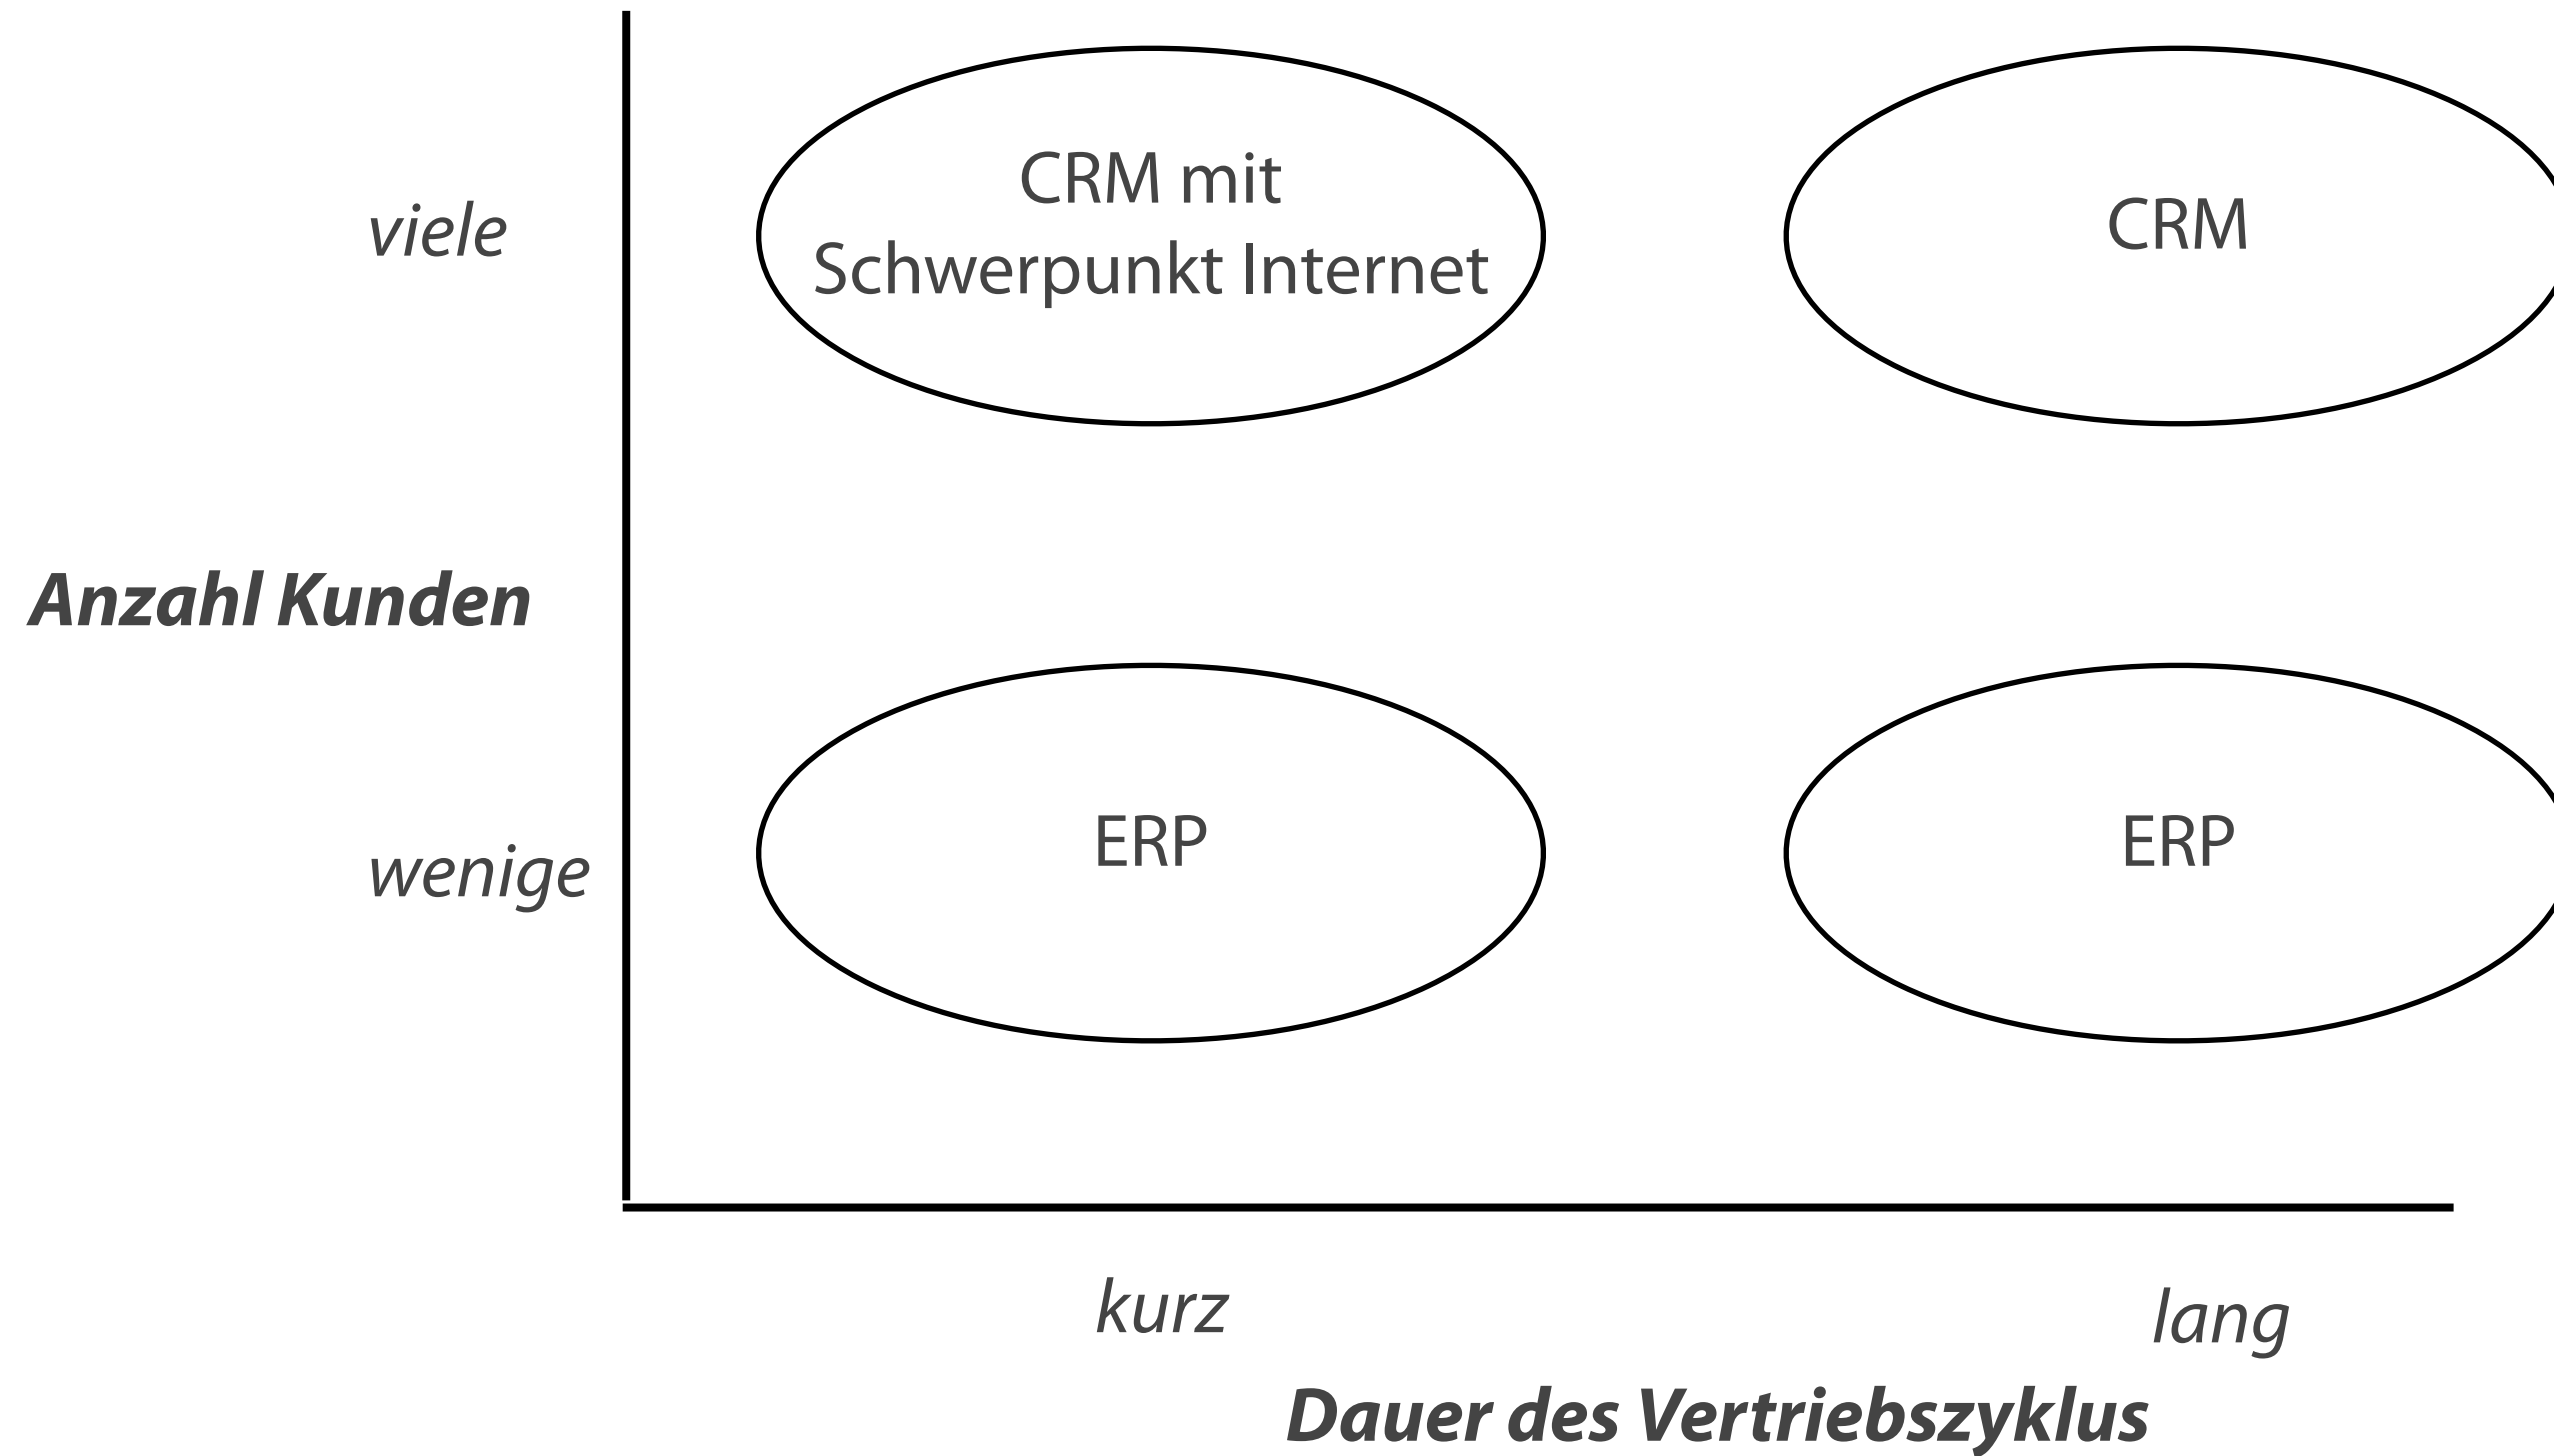 CRM mit
Schwerpunkt Internet
CRM
viele
Anzahl Kunden
ERP
ERP
wenige
kurz
lang
Dauer des Vertriebszyklus